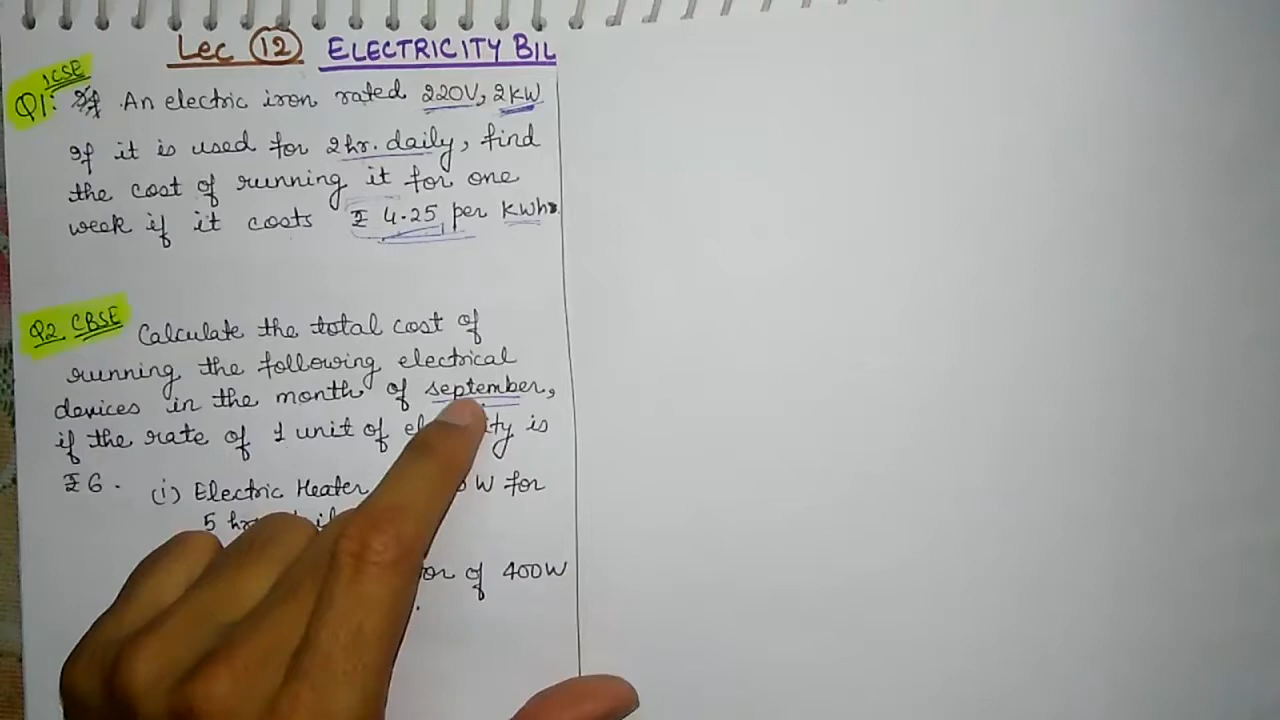 Lec 12 ELECTRICITY BIL
ICSE
Q1: An electric iron rated 220V, 2KW
If it is used for 2hr. daily, find
the cost of running it for one
week if it costs ₹ 4.25 per KWh
Q2 CBSE Calculate the total cost of
running the following electrical
devices in the month of september,
if the rate of 1 unit of ity is
₹6. (i) Electric Heater W for
5
or of 400W